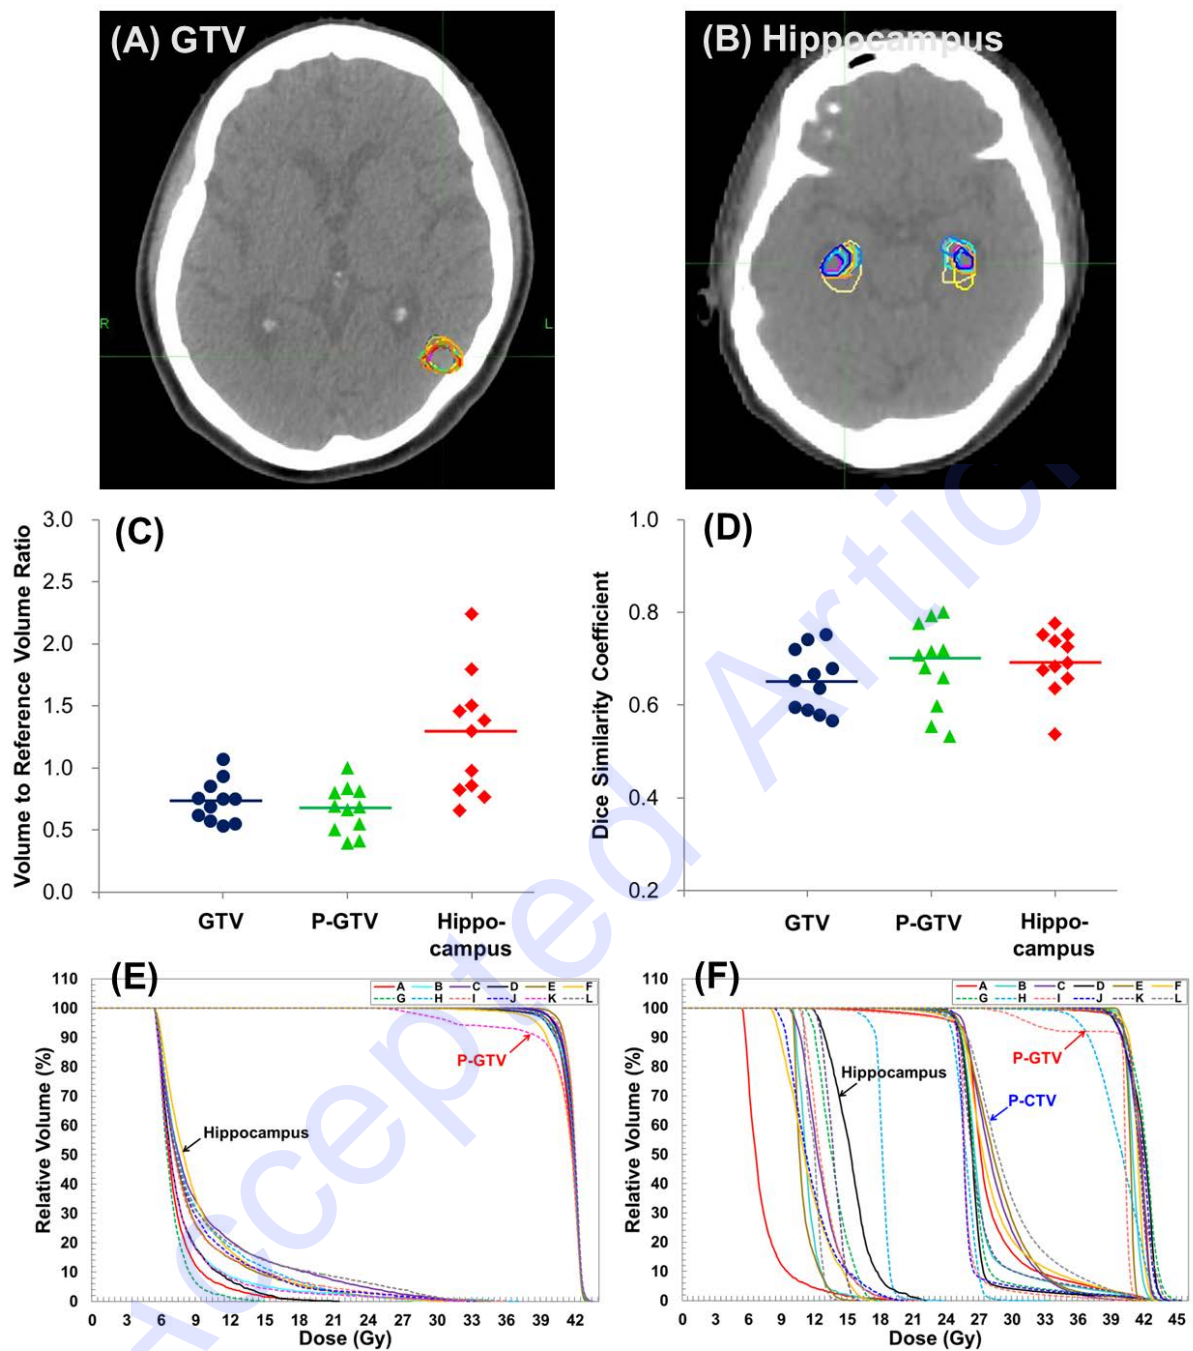 (A) GTV
(B) Hippocampus
R
L
(C)
Volume to Reference Volume Ratio
3.0
2.5
2.0
1.5
1.0
0.5
0.0
GTV
P-GTV
Hippo-
campus
(D)
Dice Similarity Coefficient
1.0
0.8
0.6
0.4
0.2
GTV
P-GTV
Hippo-
campus
(E)
Relative Volume (%)
110
100
90
80
70
60
50
40
30
20
10
0
A B C D E F
G H I J K L
P-GTV
Hippocampus
0 3 6 9 12 15 18 21 24 27 30 33 36 39 42
Dose (Gy)
(F)
Relative Volume (%)
110
100
90
80
70
60
50
40
30
20
10
0
A B C D E F
G H I J K L
P-GTV
Hippocampus
P-CTV
0 3 6 9 12 15 18 21 24 27 30 33 36 39 42 45
Dose (Gy)
Accepted Artic